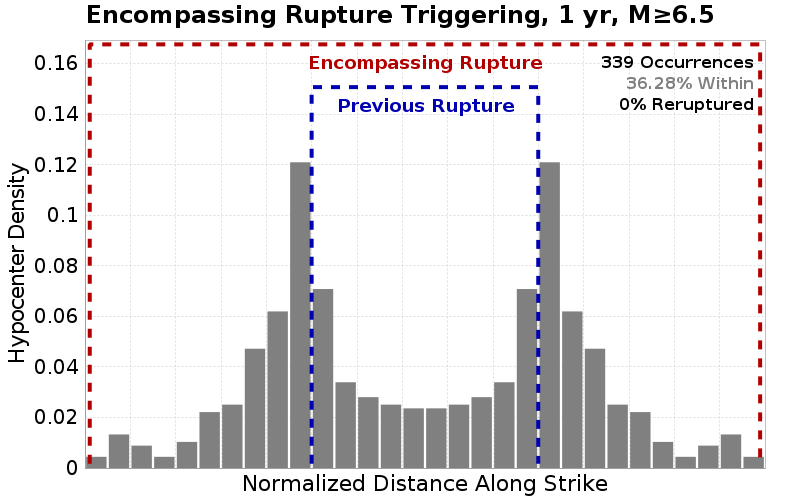 Encompassing Rupture Triggering, 1 yr, M≥6.5
Encompassing Rupture
Previous Rupture
339 Occurrences
36.28% Within
0% Reruptured
Hypocenter Density
0.16
0.14
0.12
0.1
0.08
0.06
0.04
0.02
0
Normalized Distance Along Strike